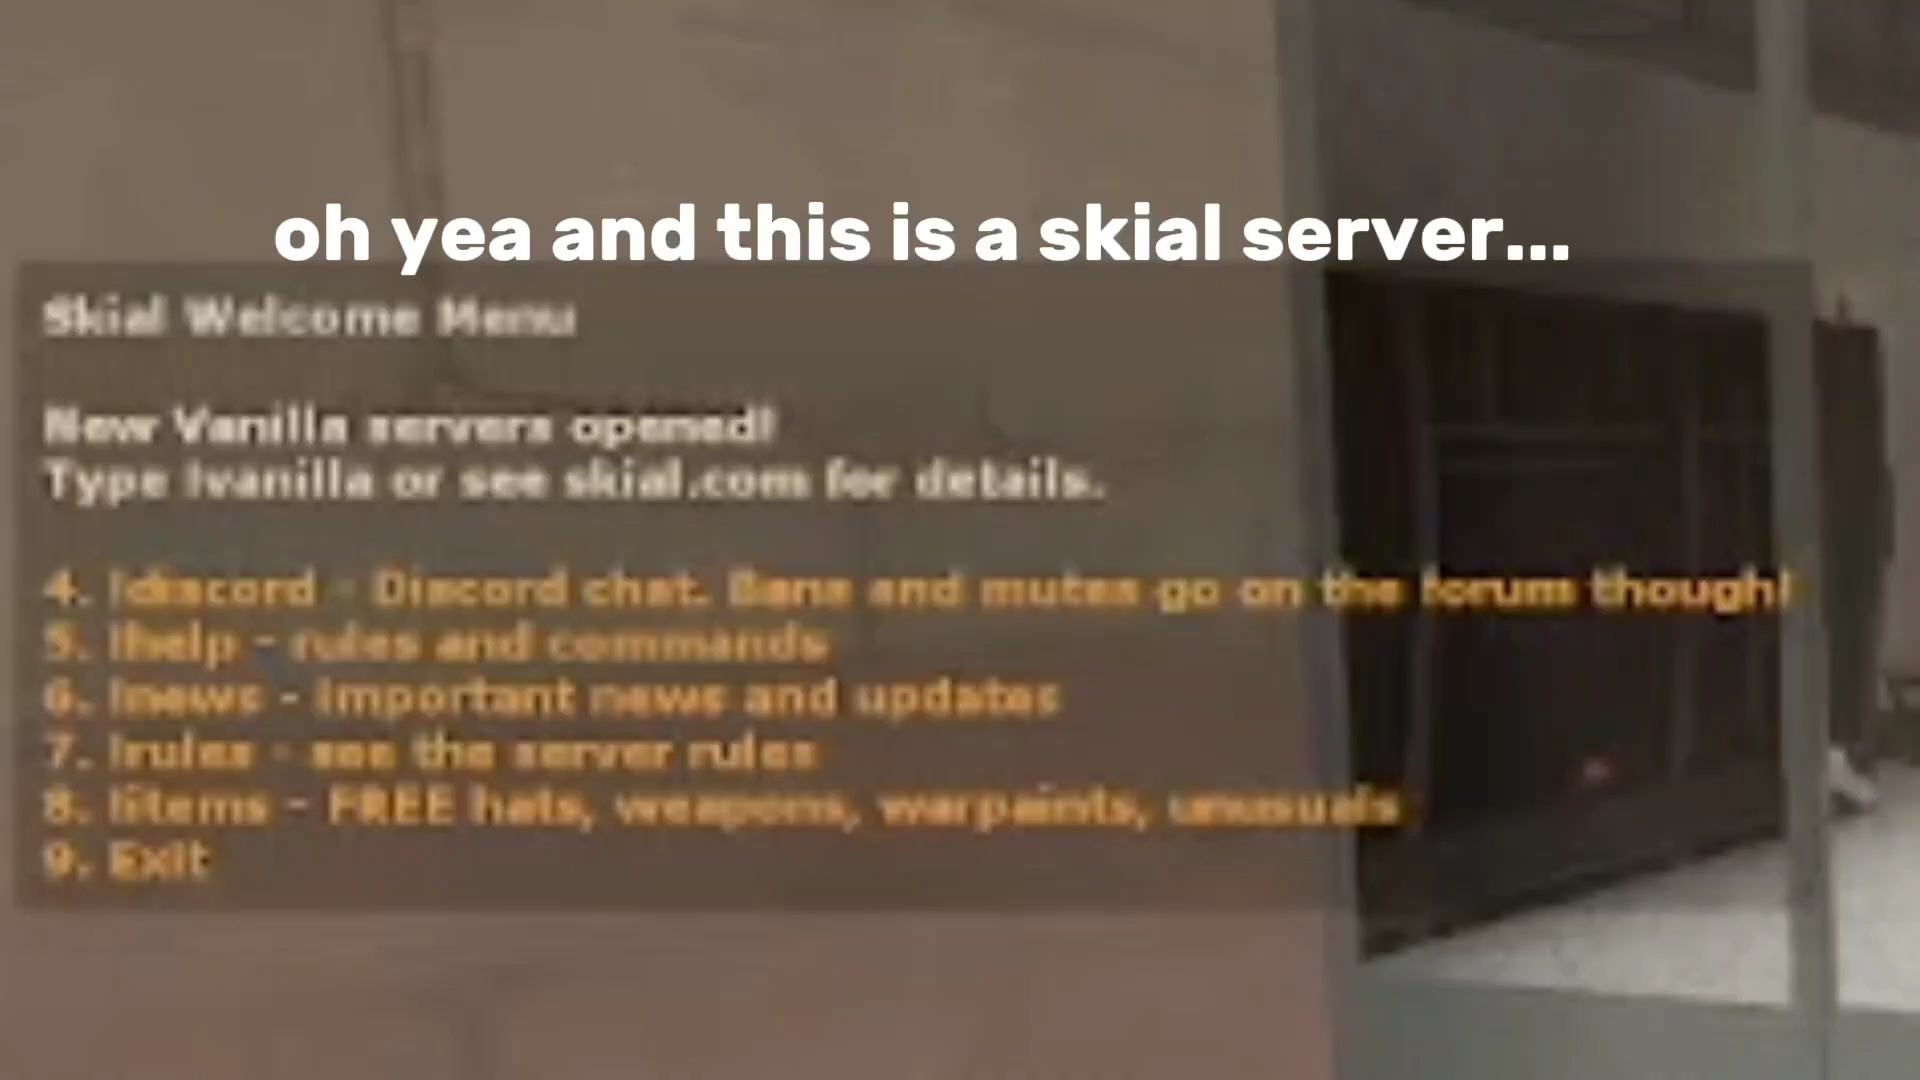 oh yea and this is a skial server...
Skial Welcome Menu
New Vanilla servers opened!
Type !vanilla or see skial.com for details.
4. !discord - Discord chat. Bans and mutes go on the forum though!
5. !help - rules and commands
6. !news - important news and updates
7. !rules - see the server rules
8. !items - FREE hats, weapons, warpaints, unusuals
9. Exit